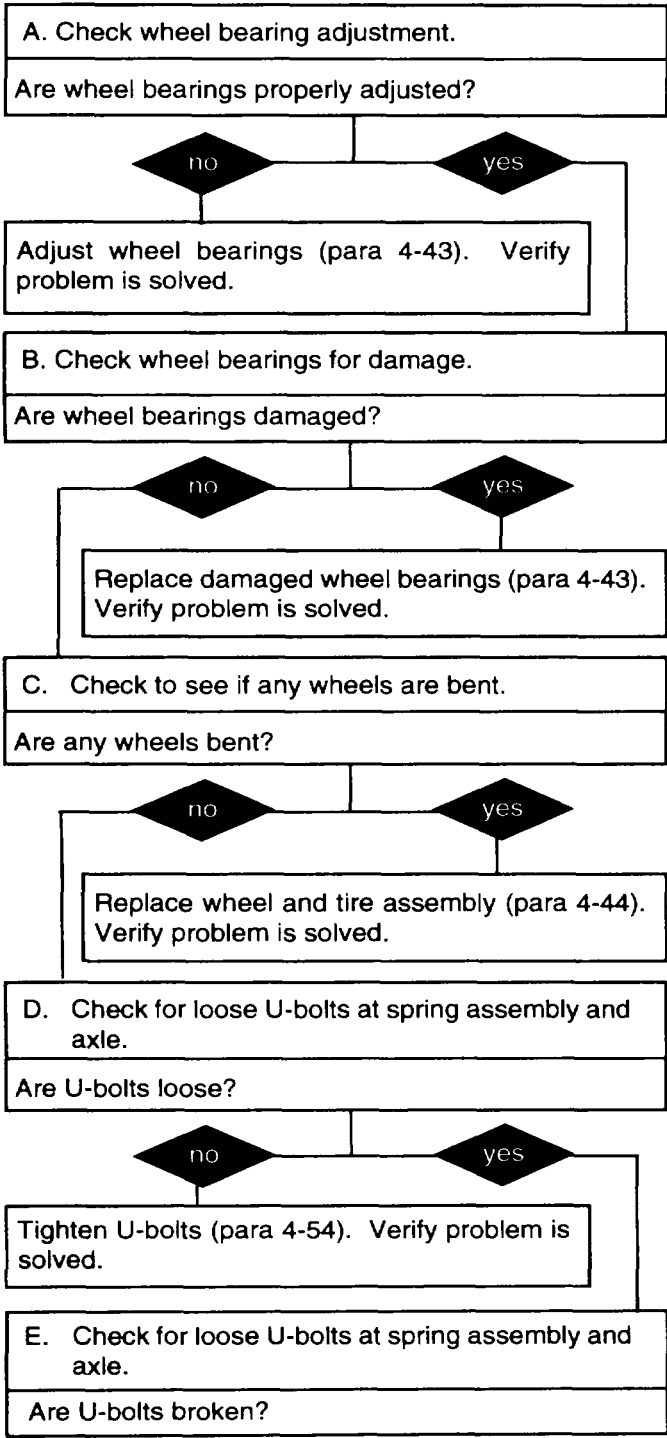 A. Check wheel bearing adjustment.
Are wheel bearings properly adjusted?
no
yes
Adjust wheel bearings (para 4-43). Verify
problem is solved.
B. Check wheel bearings for damage.
Are wheel bearings damaged?
no
yes
Replace damaged wheel bearings (para 4-43).
Verify problem is solved.
C. Check to see if any wheels are bent.
Are any wheels bent?
no
yes
Replace wheel and tire assembly (para 4-44).
Verify problem is solved.
D. Check for loose U-bolts at spring assembly and
axle.
Are U-bolts loose?
no
yes
Tighten U-bolts (para 4-54). Verify problem is
solved.
E. Check for loose U-bolts at spring assembly and
axle.
Are U-bolts broken?